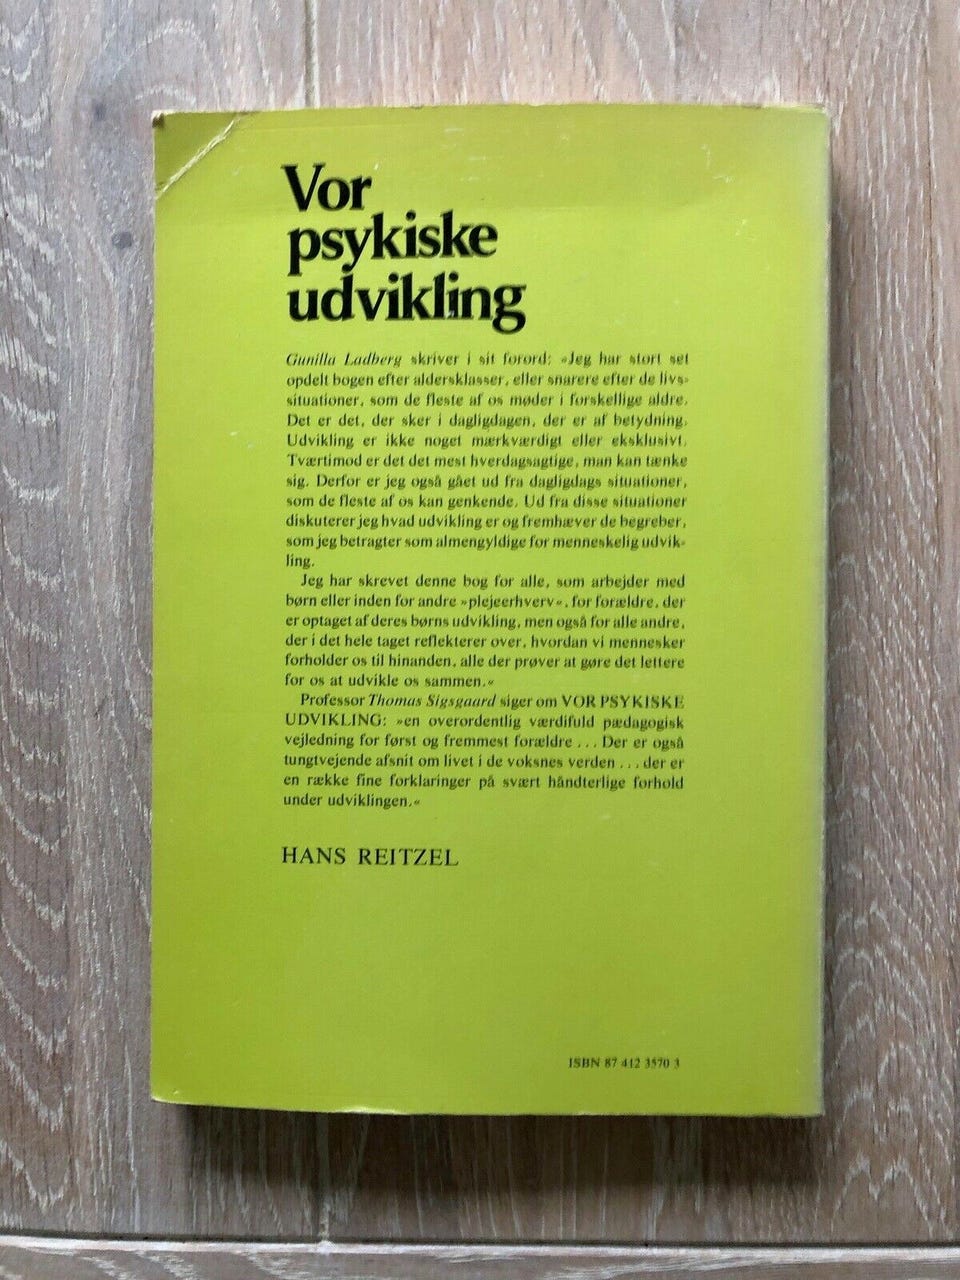 Vor
psykiske
udvikling
Gunilla Ladberg skriver i sit forord: »Jeg har stort set
opdelt bogen efter aldersklasser, eller snarere efter de livs-
situationer, som de fleste af os møder i forskellige aldre.
Det er det, der sker i dagligdagen, der er af betydning.
Udvikling er ikke noget mærkværdigt eller eksklusivt.
Tværtimod er det det mest hverdagsagtige, man kan tænke
sig. Derfor er jeg også gået ud fra dagligdags situationer,
som de fleste af os kan genkende. Ud fra disse situationer
diskuterer jeg hvad udvikling er og fremhæver de begreber,
som jeg betragter som almengyldige for menneskelig udvik-
ling.
Jeg har skrevet denne bog for alle, som arbejder med
børn eller inden for andre »plejeerhverv«, for forældre, der
er optaget af deres børns udvikling, men også for alle andre,
der i det hele taget reflekterer over, hvordan vi mennesker
forholder os til hinanden, alle der prøver at gøre det lettere
for os at udvikle os sammen.«
Professor Thomas Sigsgaard siger om VOR PSYKISKE
UDVIKLING: »en overordentlig værdifuld pædagogisk
vejledning for først og fremmest forældre ... Der er også
tungtvejende afsnit om livet i de voksnes verden ... der er
en række fine forklaringer på svært håndterlige forhold
under udviklingen.«
HANS REITZEL
ISBN 87 412 3570 3